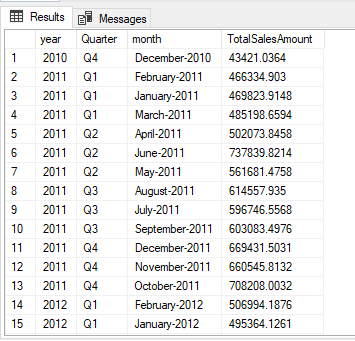 Results Messages
year Quarter month TotalSalesAmount
1 2010 Q4 December-2010 43421.0364
2 2011 Q1 February-2011 466334.903
3 2011 Q1 January-2011 469823.9148
4 2011 Q1 March-2011 485198.6594
5 2011 Q2 April-2011 502073.8458
6 2011 Q2 June-2011 737839.8214
7 2011 Q2 May-2011 561681.4758
8 2011 Q3 August-2011 614557.935
9 2011 Q3 July-2011 596746.5568
10 2011 Q3 September-2011 603083.4976
11 2011 Q4 December-2011 669431.5031
12 2011 Q4 November-2011 660545.8132
13 2011 Q4 October-2011 708208.0032
14 2012 Q1 February-2012 506994.1876
15 2012 Q1 January-2012 495364.1261